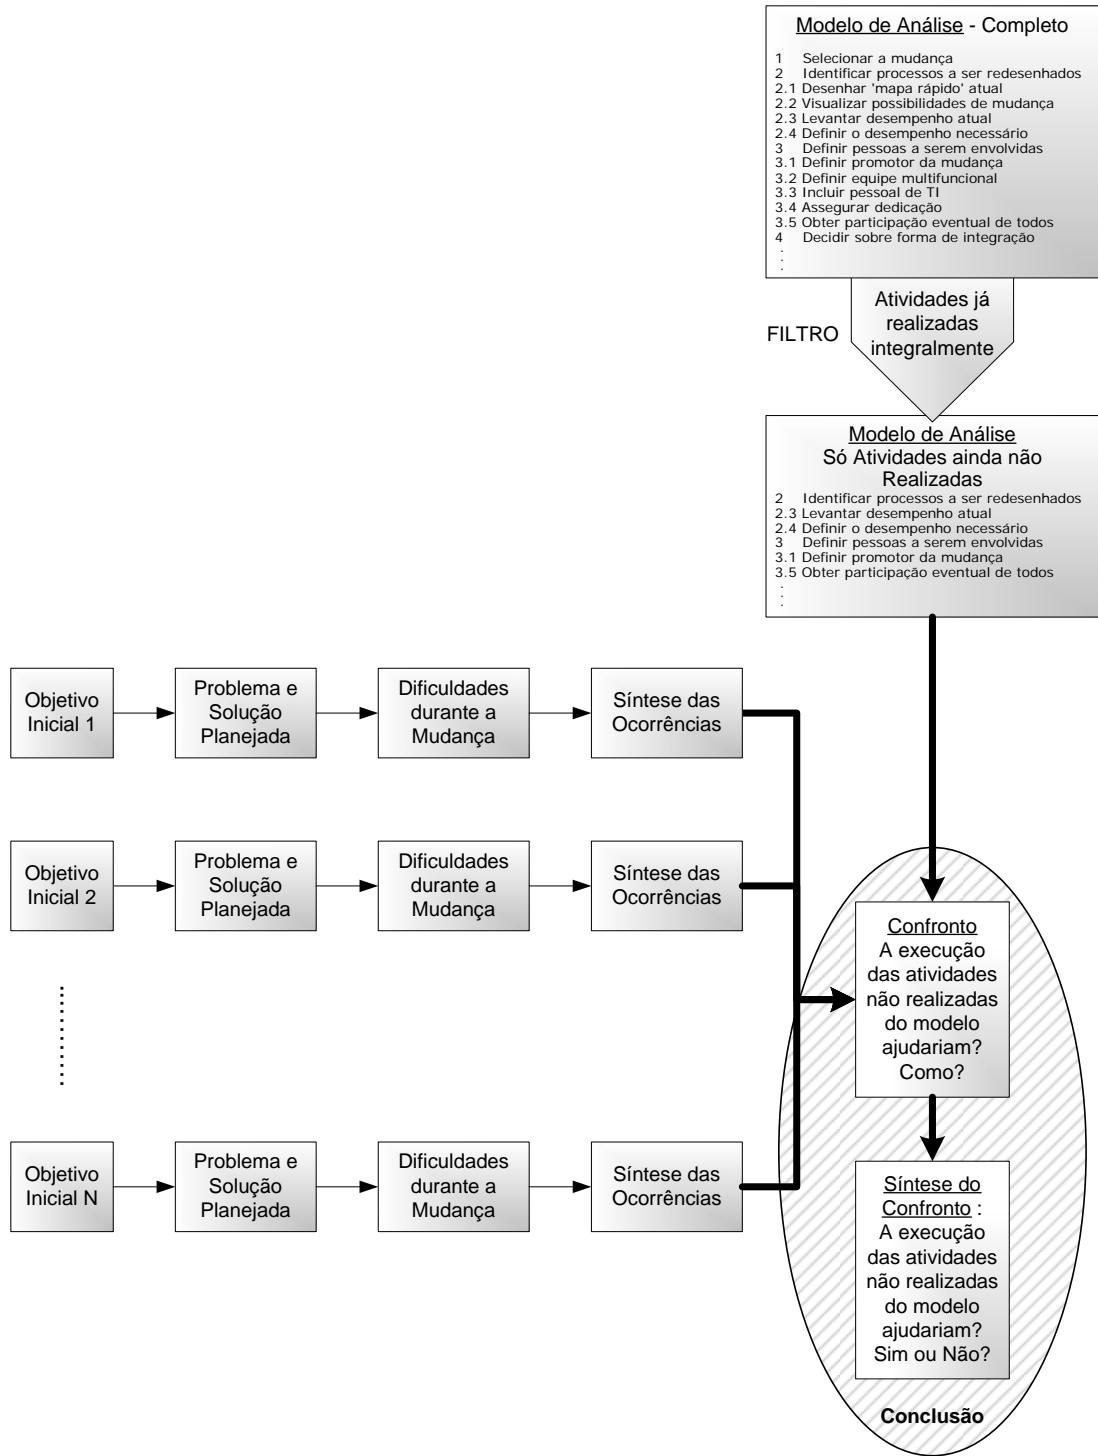 Modelo de Análise - Completo
1 Selecionar a mudança
2 Identificar processos a ser redesenhados
2.1 Desenhar 'mapa rápido' atual
2.2 Visualizar possibilidades de mudança
2.3 Levantar desempenho atual
2.4 Definir o desempenho necessário
3 Definir pessoas a serem envolvidas
3.1 Definir promotor da mudança
3.2 Definir equipe multifuncional
3.3 Incluir pessoal de TI
3.4 Assegurar dedicação
3.5 Obter participação eventual de todos
4 Decidir sobre forma de integração
.
.
.
FILTRO
Atividades já
realizadas
integralmente
Modelo de Análise
Só Atividades ainda não
Realizadas
2 Identificar processos a ser redesenhados
2.3 Levantar desempenho atual
2.4 Definir o desempenho necessário
3 Definir pessoas a serem envolvidas
3.1 Definir promotor da mudança
3.5 Obter participação eventual de todos
.
.
.
Objetivo
Inicial 1
Problema e
Solução
Planejada
Dificuldades
durante a
Mudança
Síntese das
Ocorrências
Objetivo
Inicial 2
Problema e
Solução
Planejada
Dificuldades
durante a
Mudança
Síntese das
Ocorrências
Objetivo
Inicial N
Problema e
Solução
Planejada
Dificuldades
durante a
Mudança
Síntese das
Ocorrências
Confronto
A execução
das atividades
não realizadas
do modelo
ajudariam?
Como?
Síntese do
Confronto :
A execução
das atividades
não realizadas
do modelo
ajudariam?
Sim ou Não?
Conclusão